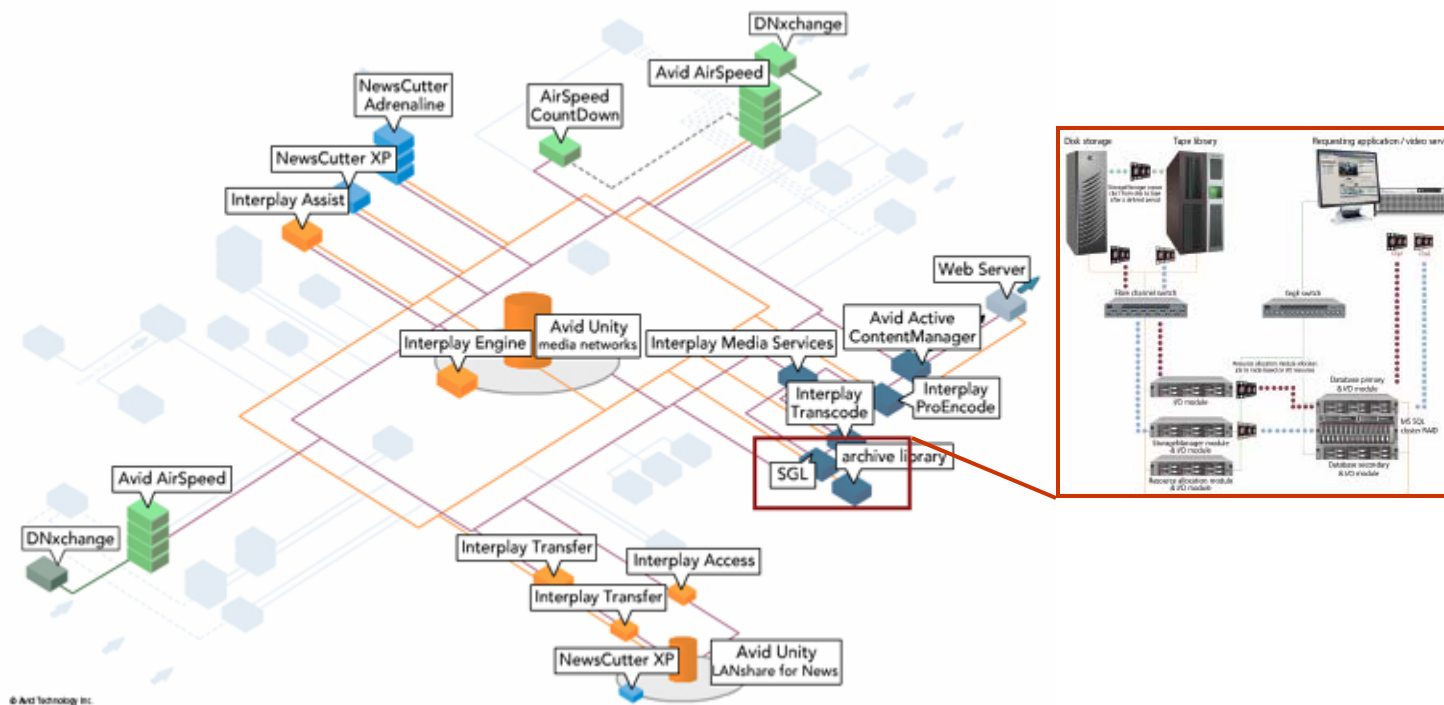 DNxchange
Avid AirSpeed
NewsCutter
Adrenaline
AirSpeed
CountDown
NewsCutter XP
Interplay Assist
Web Server
Avid Active
ContentManager
Avid Unity
media networks
Interplay Engine
Interplay Media Services
Interplay
Transcode
Interplay
ProEncode
archive library
SGL
Avid AirSpeed
DNxchange
Interplay Transfer
Interplay Access
Interplay Transfer
NewsCutter XP
Avid Unity
LANshare for News
© Avid Technology Inc.
Disk storage
Tape library
Requesting application / video serv
Fibre channel switch
GigE switch
I/O module
StorageManager module
& I/O module
Resource allocation module
& I/O module
Database primary
& I/O module
MS SQL
cluster RAID
Database secondary
& I/O module